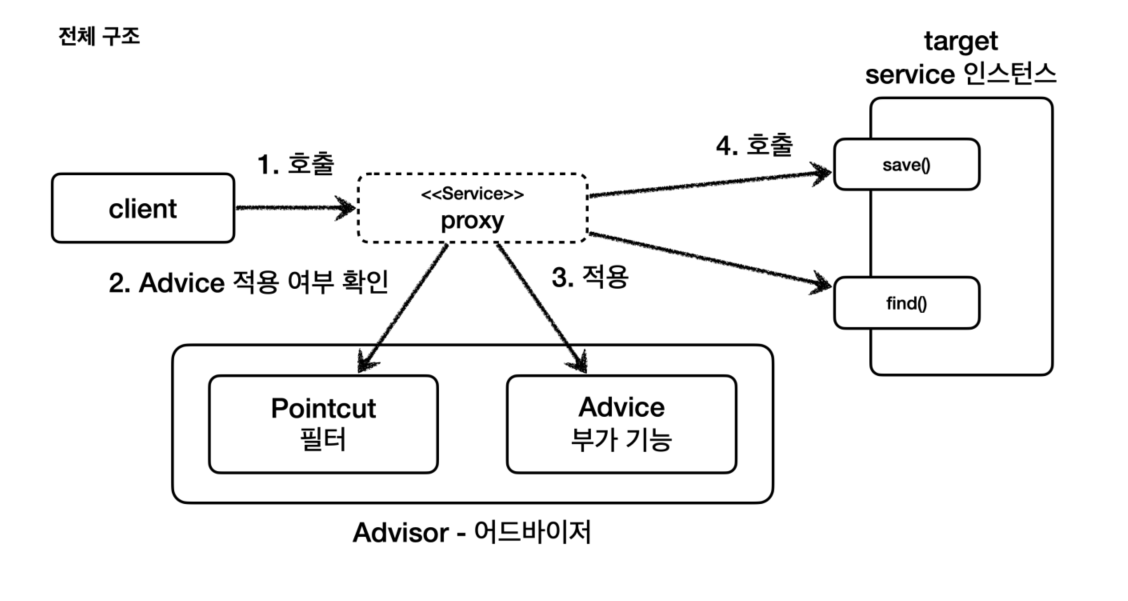 전체 구조
target
service 인스턴스
1. 호출
4. 호출
client
<<Service>>
proxy
save()
2. Advice 적용 여부 확인
3. 적용
find()
Pointcut
필터
Advice
부가 기능
Advisor - 어드바이저